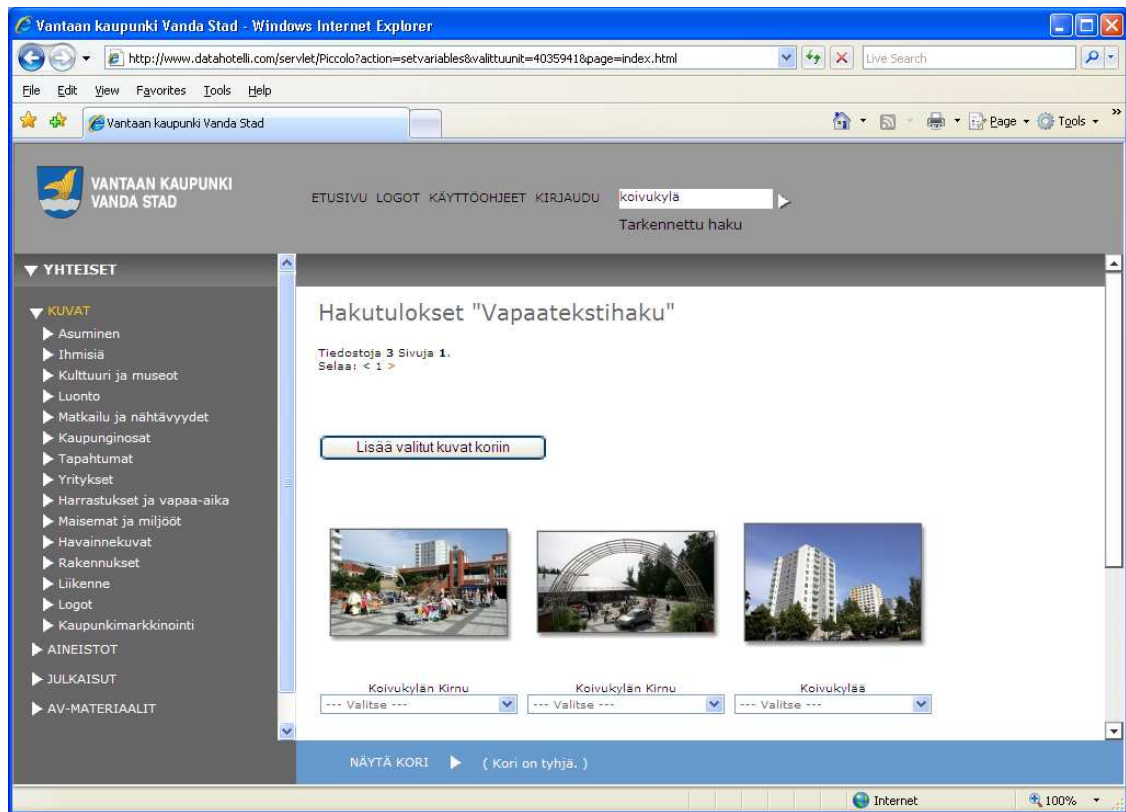 Vantaan kaupunki Vanda Stad - Windows Internet Explorer
http://www.datahotelli.com/servlet/Piccolo?action=setvariables&valittuunit=4035941&page=index.html
Live Search
File Edit View Favorites Tools Help
Vantaan kaupunki Vanda Stad
Page Tools »
VANTAAN KAUPUNKI
VANDA STAD
ETUSIVU LOGOT KÄYTTÖOHJEET KIRJAUDU koivukylä
Tarkennettu haku
YHTEISET
KUVAT
Asuminen
Ihmisiä
Kulttuuri ja museot
Luonto
Matkailu ja nähtävyydet
Kaupunginosat
Tapahtumat
Yritykset
Harrastukset ja vapaa-aika
Maisemat ja miljööt
Havainnekuvat
Rakennukset
Liikenne
Logot
Kaupunkimarkkinointi
AINEISTOT
JULKAISUT
AV-MATERIAALIT
Hakutulokset "Vapaatekstihaku"
Tiedostoja 3 Sivuja 1.
Selaa: < 1 >
Lisää valitut kuvat koriin
Koivukylän Kirnu Koivukylän Kirnu Koivukylää
--- Valitse --- --- Valitse --- --- Valitse ---
NÄYTÄ KORI ( Kori on tyhjä. )
Internet 100%